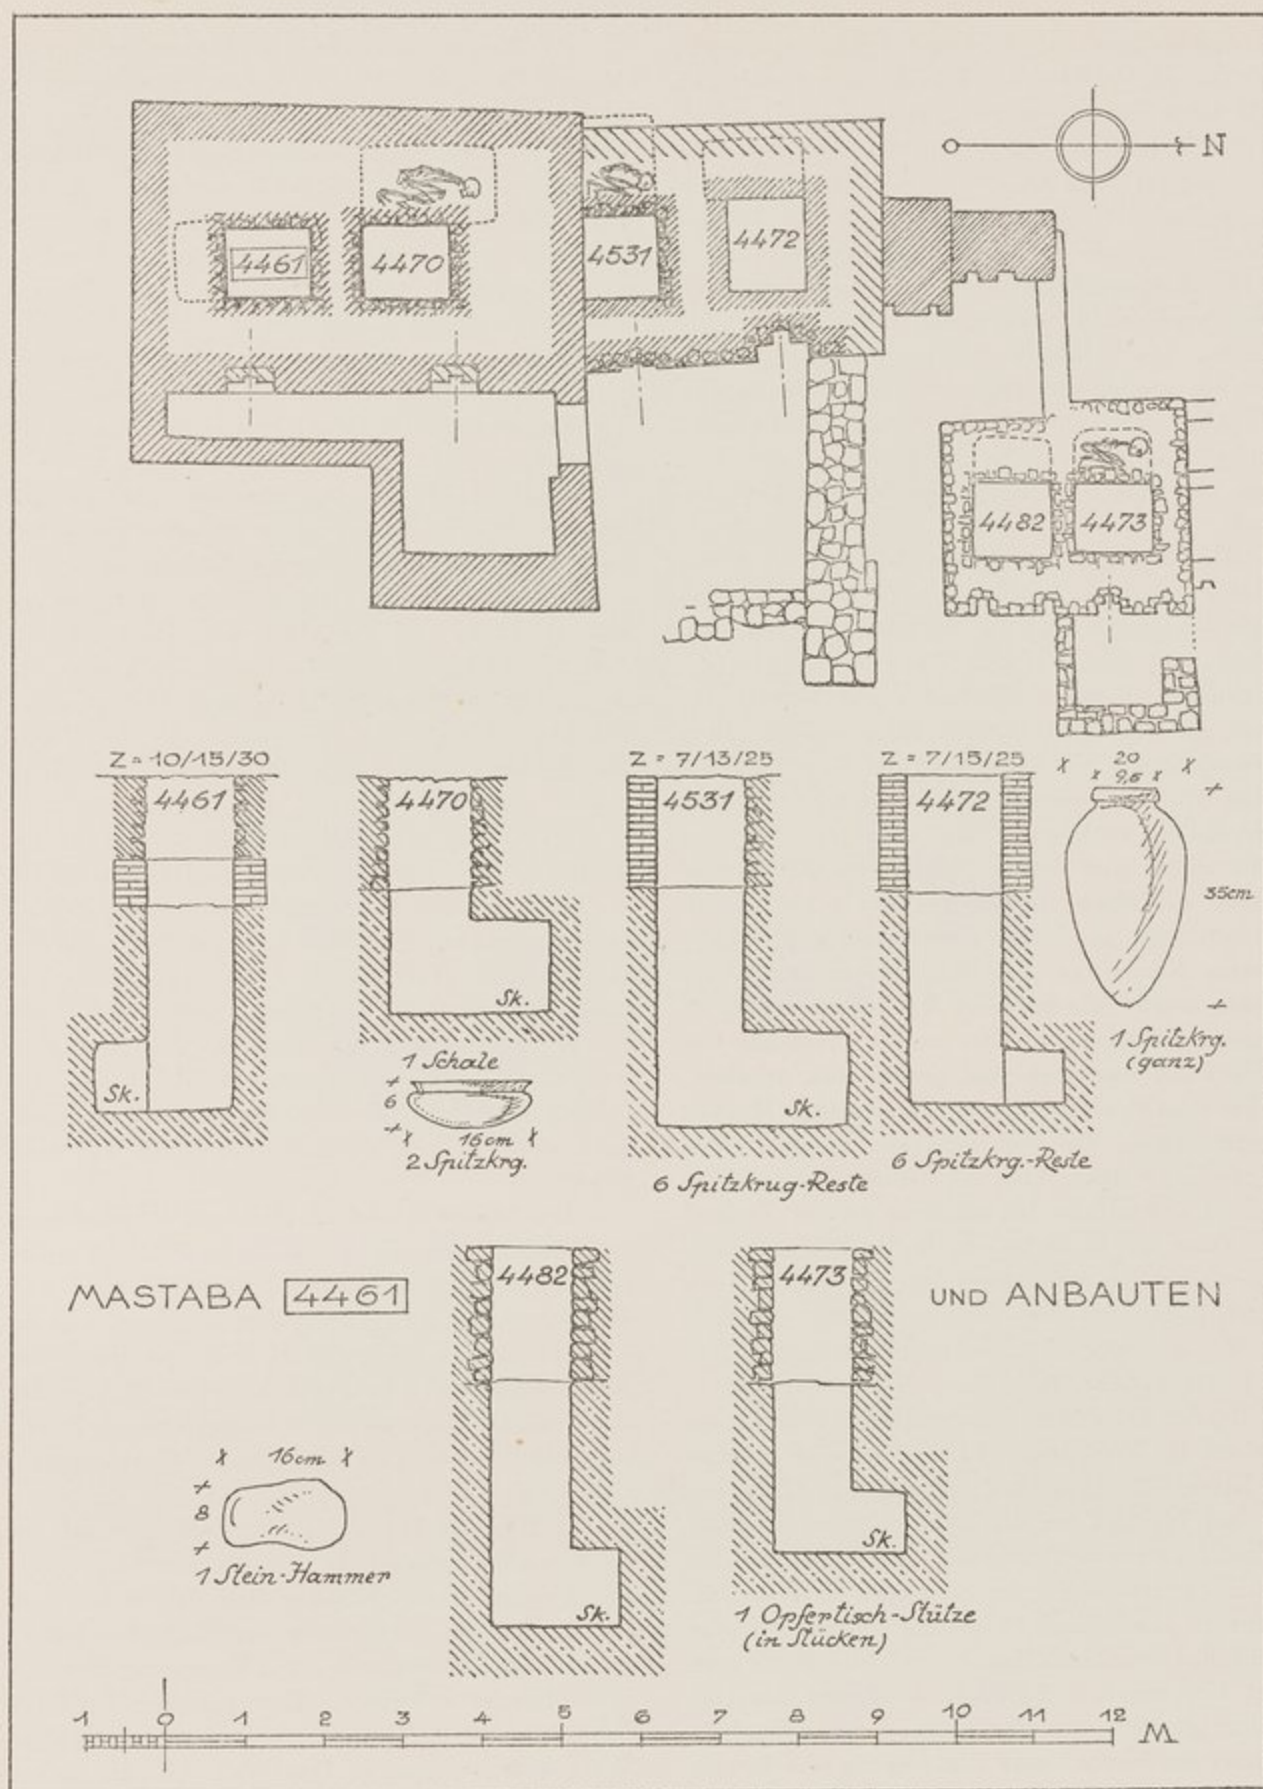 N
4461
4470
4531
4472
4482
4473
Z = 10/15/30
4461
4470
Z = 7/13/25
4531
Z = 7/15/25
4472
20
9,6
35cm
1 Spitzkrg.
(ganz)
Sk.
Sk.
1 Schale
6
16cm
2 Spitzkrg.
Sk.
6 Spitzkrug-Reste
6 Spitzkrg.-Reste
MASTABA 4461
4482
4473
UND ANBAUTEN
16cm
8
1 Stein-Hammer
Sk.
Sk.
1 Opfertisch-Stütze
(in Stücken)
1 0 1 2 3 4 5 6 7 8 9 10 11 12 M